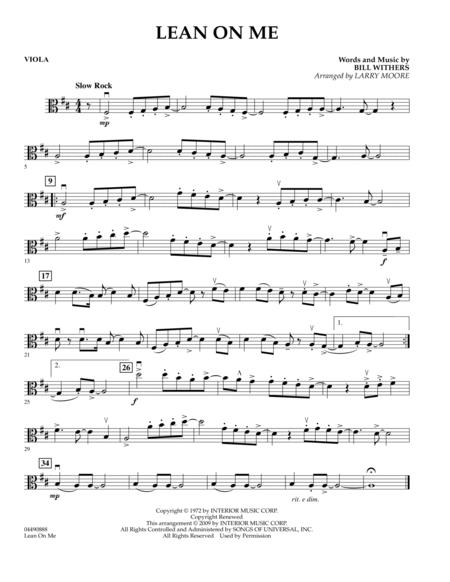 LEAN ON ME
VIOLA
Words and Music by
BILL WITHERS
Arranged by LARRY MOORE
Slow Rock
mp
5
9
mf
13
f
17
21
1.
2.
26
25
f
29
34
mp
rit. e dim.
Copyright © 1972 by INTERIOR MUSIC CORP.
Copyright Renewed
This arrangement © 2009 by INTERIOR MUSIC CORP.
All Rights Controlled and Administered by SONGS OF UNIVERSAL, INC.
All Rights Reserved Used by Permission
04490888
Lean On Me